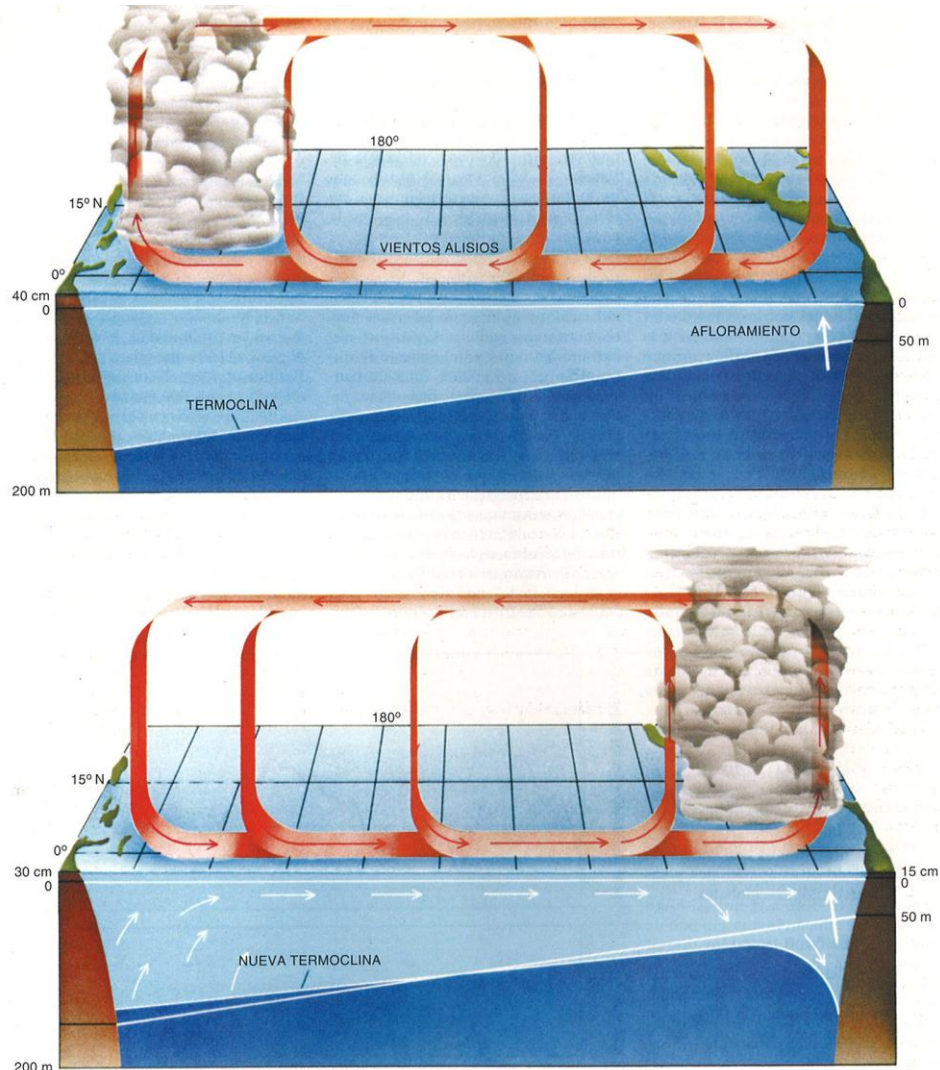 180º
15º N
VIENTOS ALISIOS
0º
40 cm
0
0
AFLORAMIENTO
50 m
TERMOCLINA
200 m
180º
15º N
0º
30 cm
0
15 cm
0
50 m
NUEVA TERMOCLINA
200 m